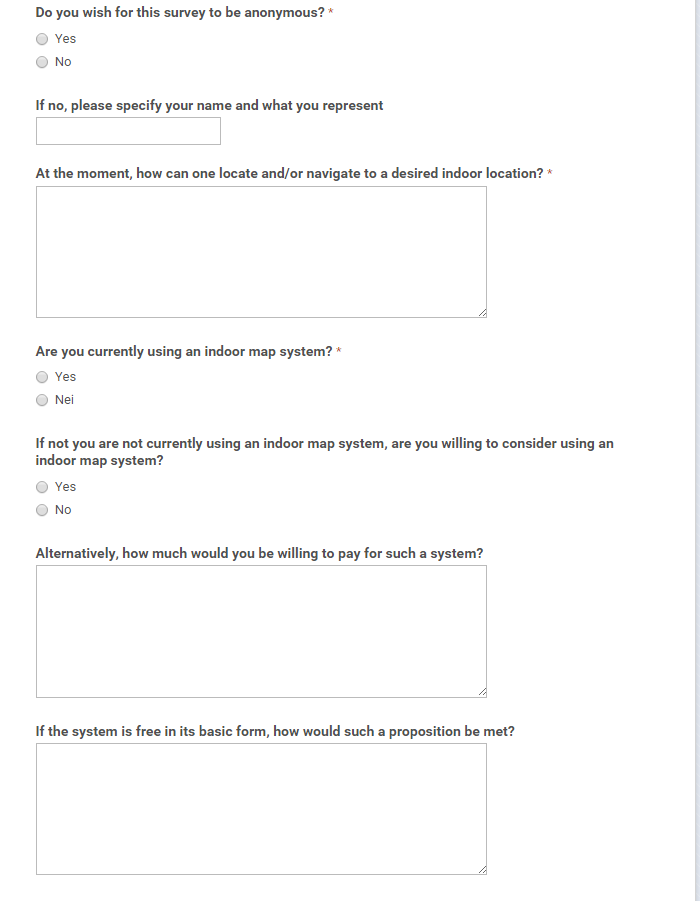 Do you wish for this survey to be anonymous? *
Yes
No
If no, please specify your name and what you represent
At the moment, how can one locate and/or navigate to a desired indoor location? *
Are you currently using an indoor map system? *
Yes
Nei
If not you are not currently using an indoor map system, are you willing to consider using an
indoor map system?
Yes
No
Alternatively, how much would you be willing to pay for such a system?
If the system is free in its basic form, how would such a proposition be met?